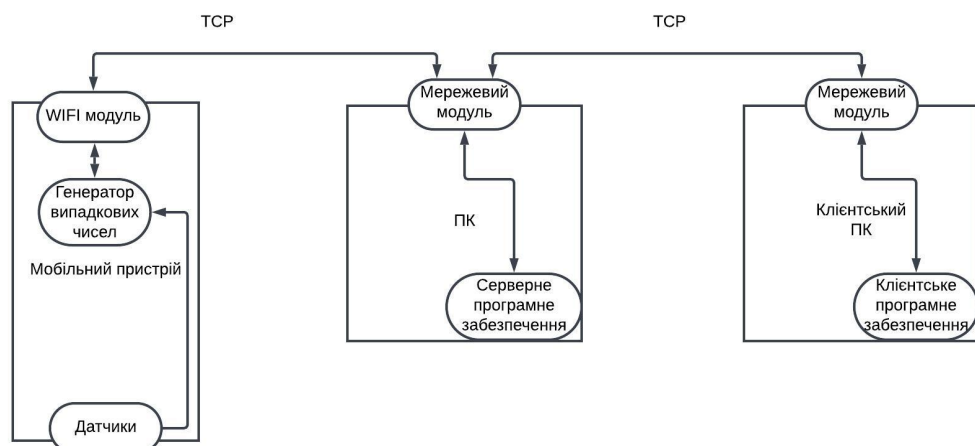 TCP
TCP
WIFI модуль
Мережевий
модуль
Мережевий
модуль
Генератор
випадкових
чисел
ПК
Клієнтський
ПК
Мобільний пристрій
Серверне
програмне
забезпечення
Клієнтське
програмне
забезпечення
Датчики